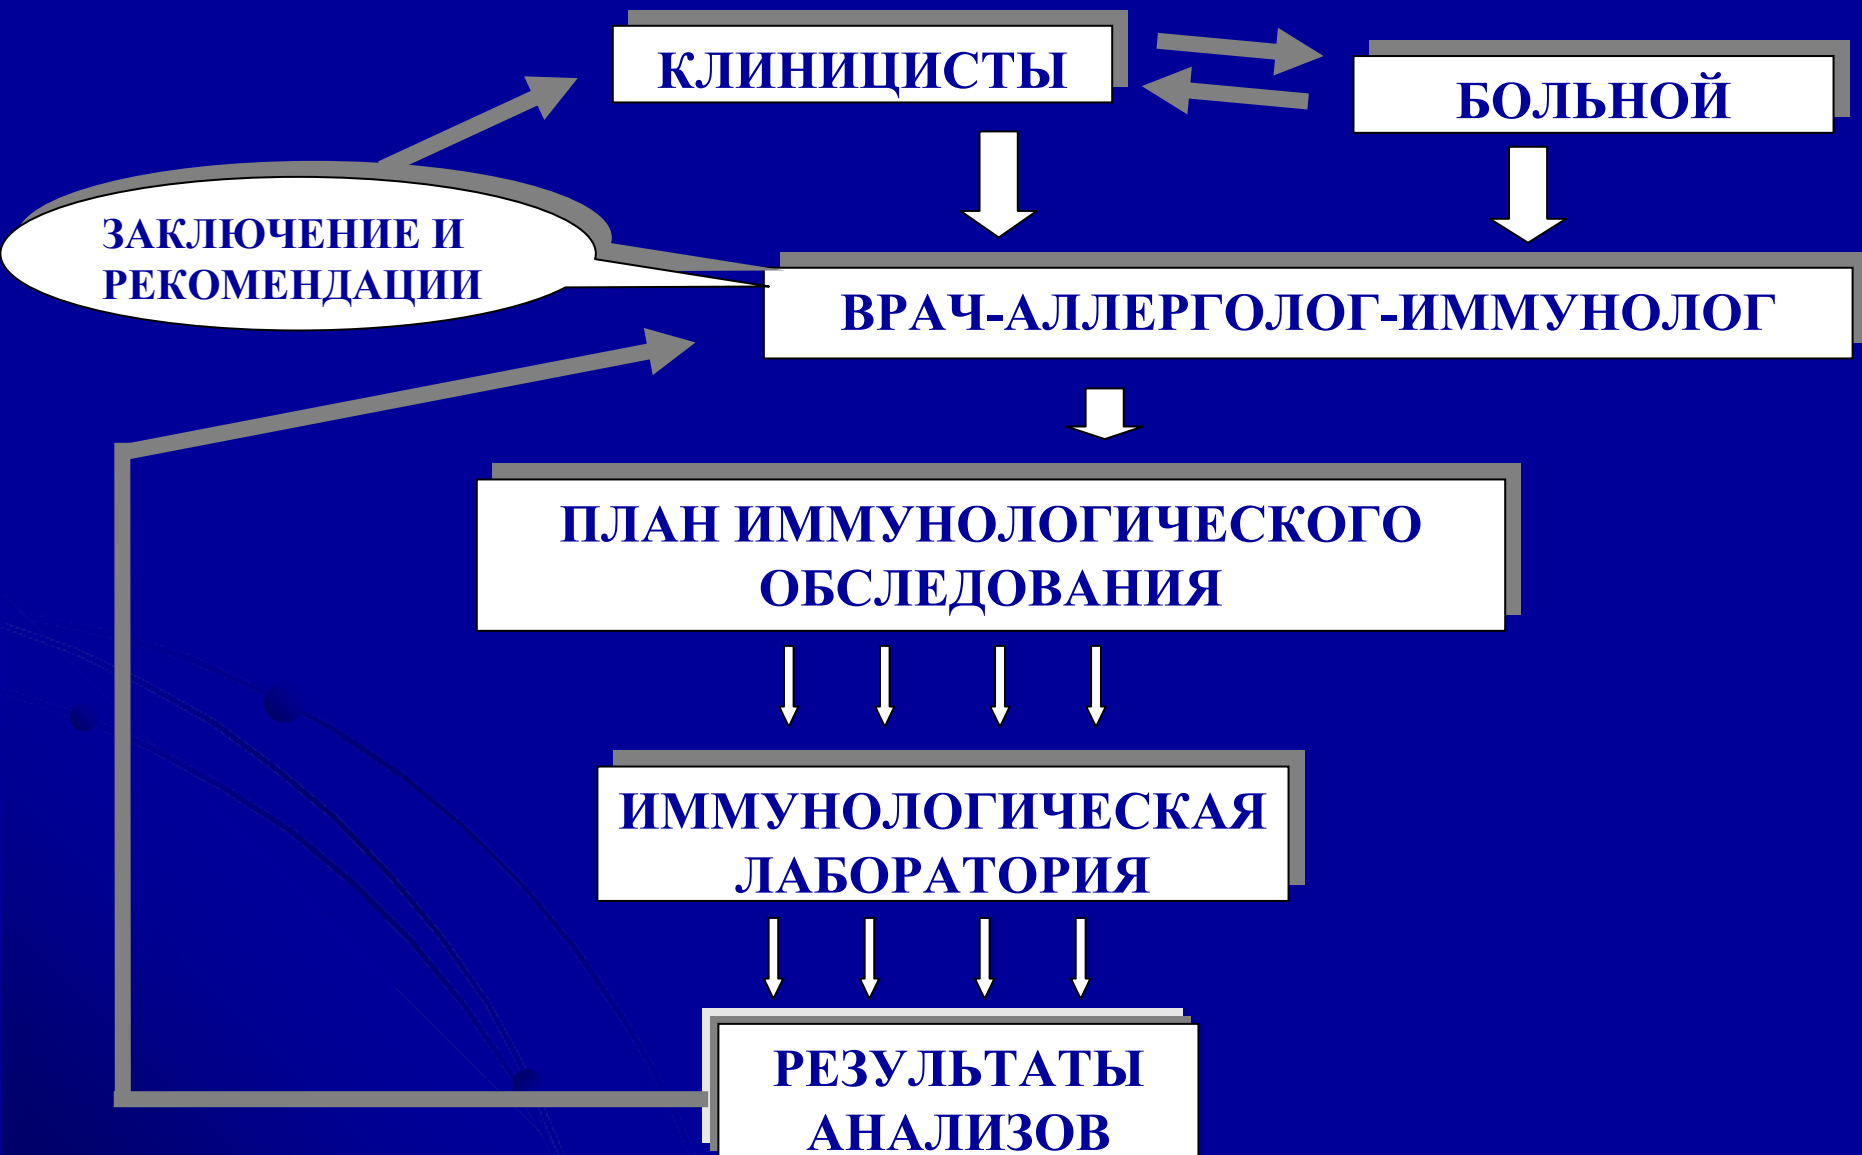 КЛИНИЦИСТЫ
БОЛЬНОЙ
ЗАКЛЮЧЕНИЕ И
РЕКОМЕНДАЦИИ
ВРАЧ-АЛЛЕРГОЛОГ-ИММУНОЛОГ
ПЛАН ИММУНОЛОГИЧЕСКОГО
ОБСЛЕДОВАНИЯ
ИММУНОЛОГИЧЕСКАЯ
ЛАБОРАТОРИЯ
РЕЗУЛЬТАТЫ
АНАЛИЗОВ